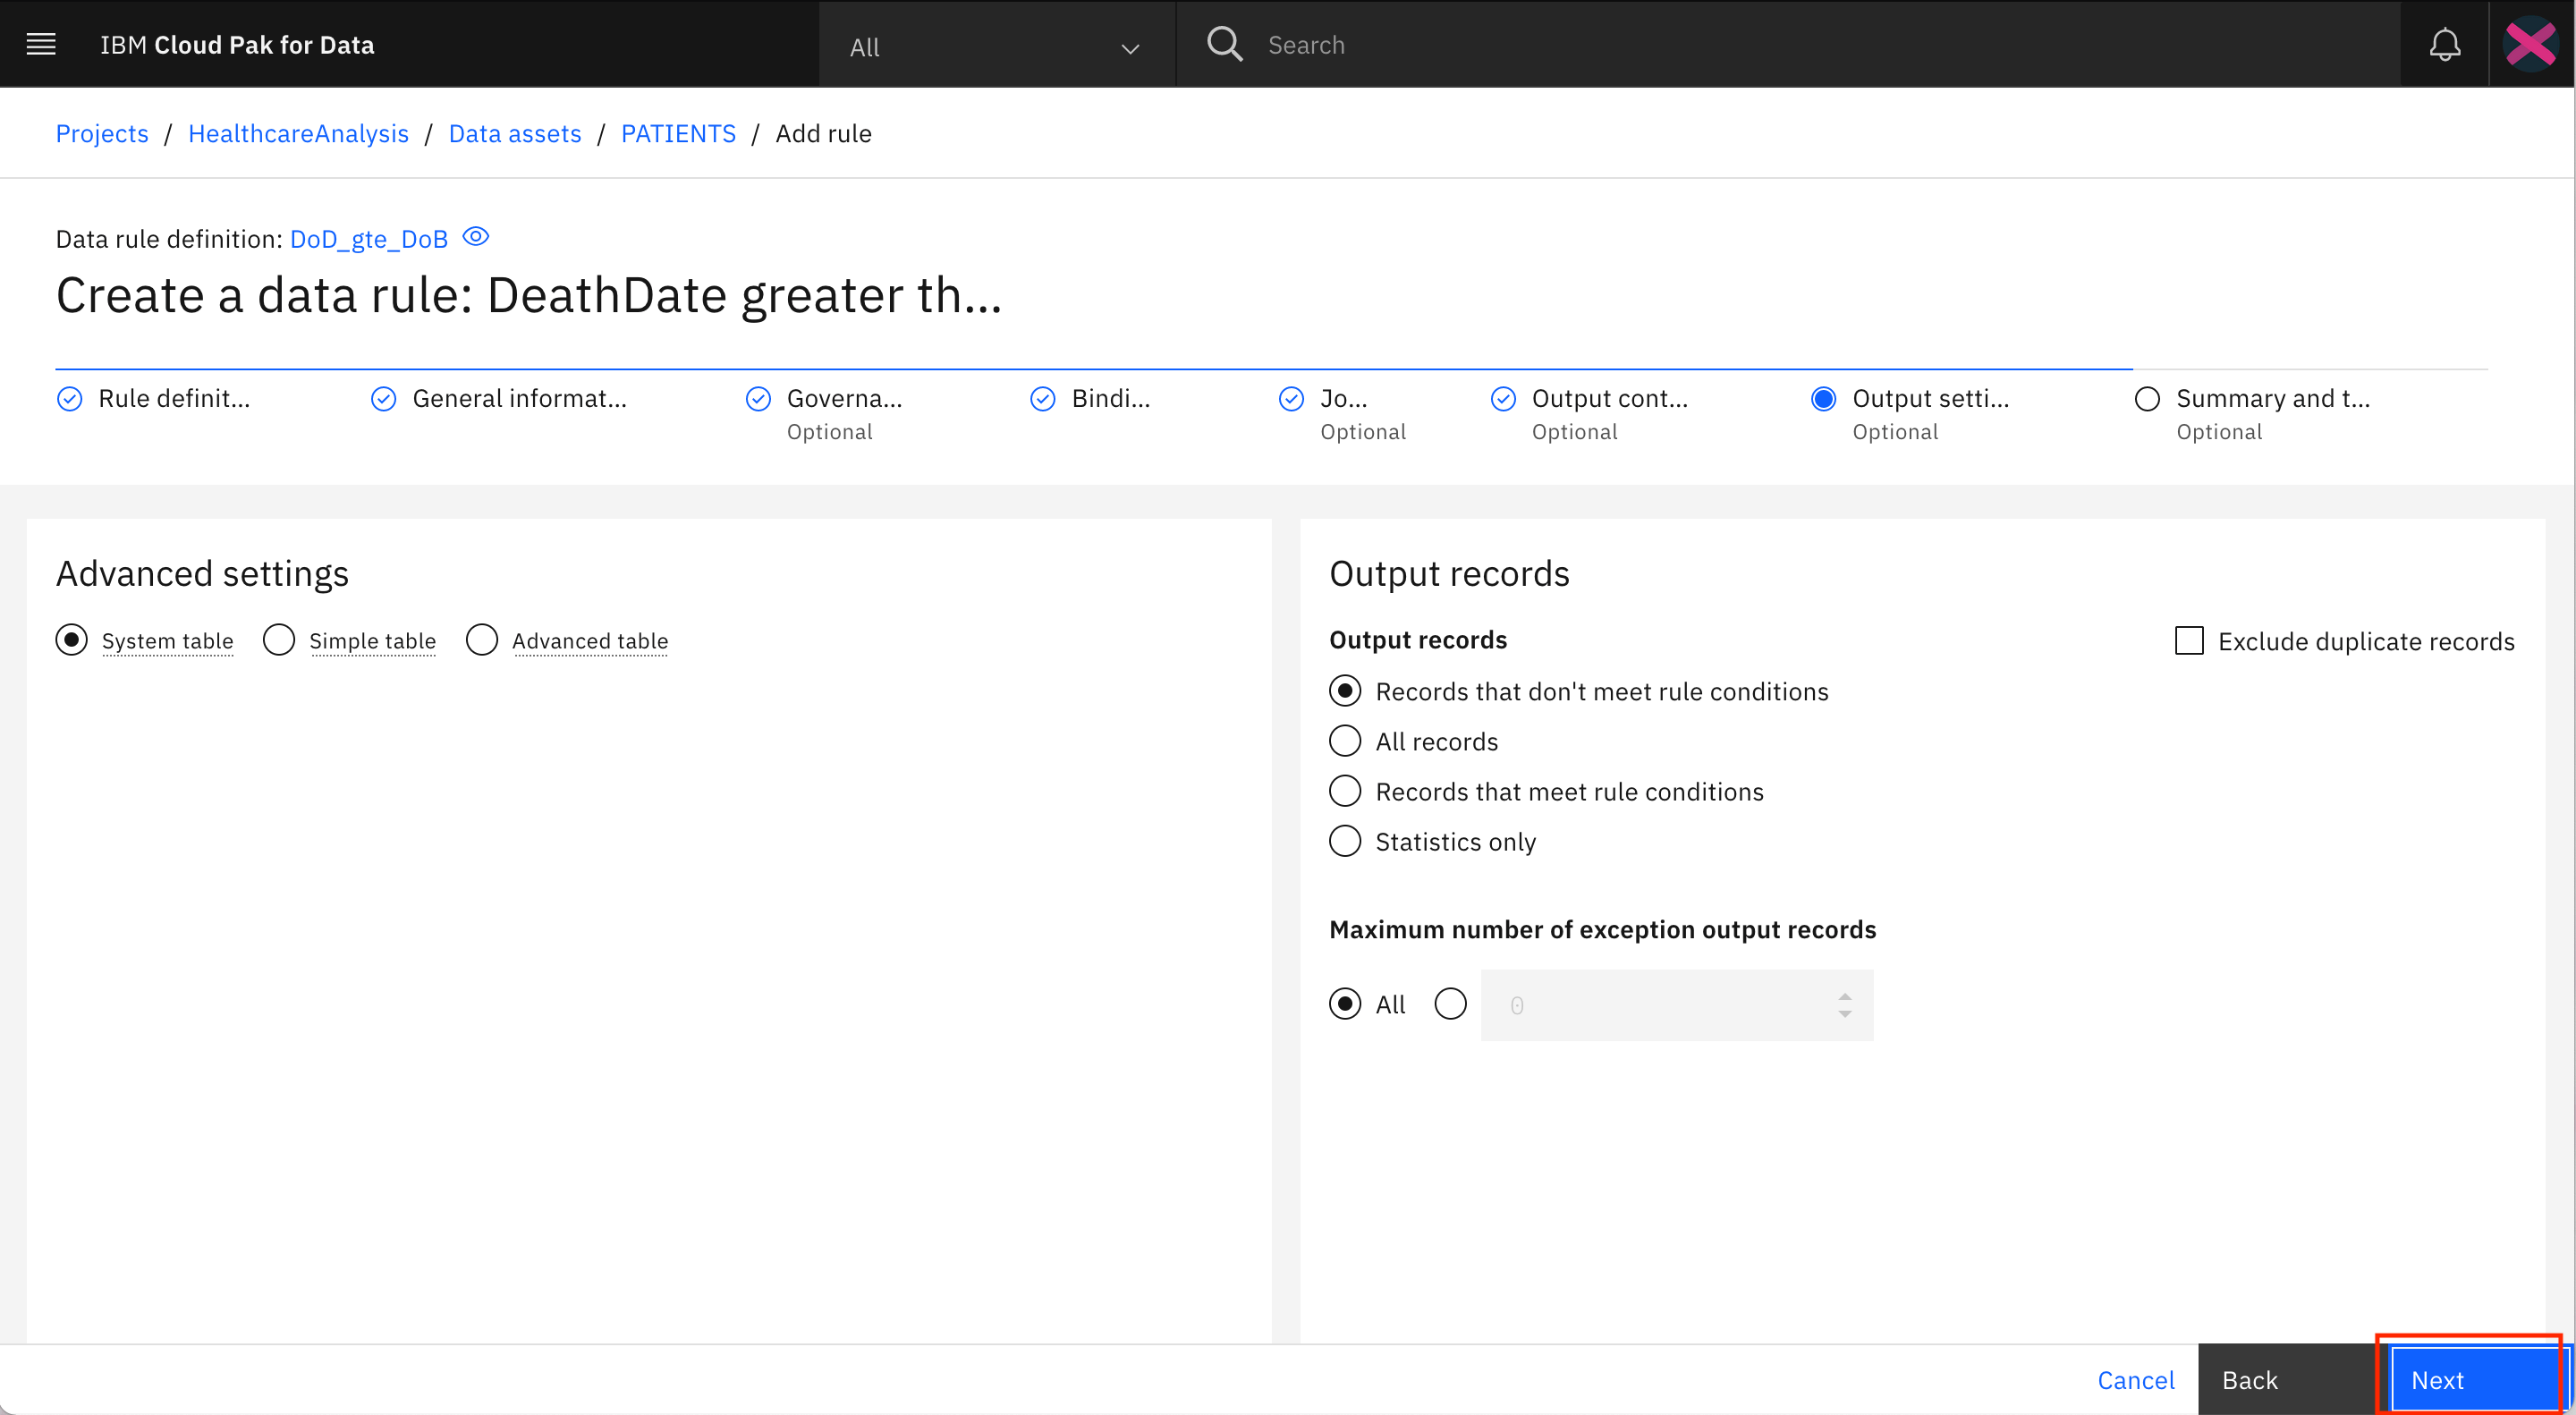 IBM Cloud Pak for Data
All
Search
Projects / HealthcareAnalysis / Data assets / PATIENTS / Add rule
Data rule definition: DoD_gte_DoB
Create a data rule: DeathDate greater th...
Rule definit...
General informat...
Governa...
Optional
Bindi...
Jo...
Optional
Output cont...
Optional
Output setti...
Optional
Summary and t...
Optional
Advanced settings
System table
Simple table
Advanced table
Output records
Output records
Exclude duplicate records
Records that don't meet rule conditions
All records
Records that meet rule conditions
Statistics only
Maximum number of exception output records
All
0
Cancel
Back
Next